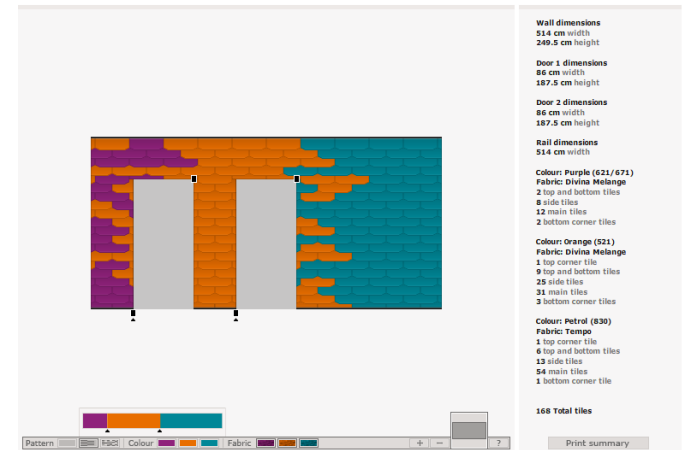 Wall dimensions
514 cm width
249.5 cm height
Door 1 dimensions
86 cm width
187.5 cm height
Door 2 dimensions
86 cm width
187.5 cm height
Rail dimensions
514 cm width
Colour: Purple (621/671)
Fabric: Divina Melange
2 top and bottom tiles
8 side tiles
12 main tiles
2 bottom corner tiles
Colour: Orange (521)
Fabric: Divina Melange
1 top corner tile
9 top and bottom tiles
25 side tiles
31 main tiles
3 bottom corner tiles
Colour: Petrol (830)
Fabric: Tempo
1 top corner tile
6 top and bottom tiles
13 side tiles
54 main tiles
1 bottom corner tile
168 Total tiles
Pattern Colour Fabric + − ? Print summary